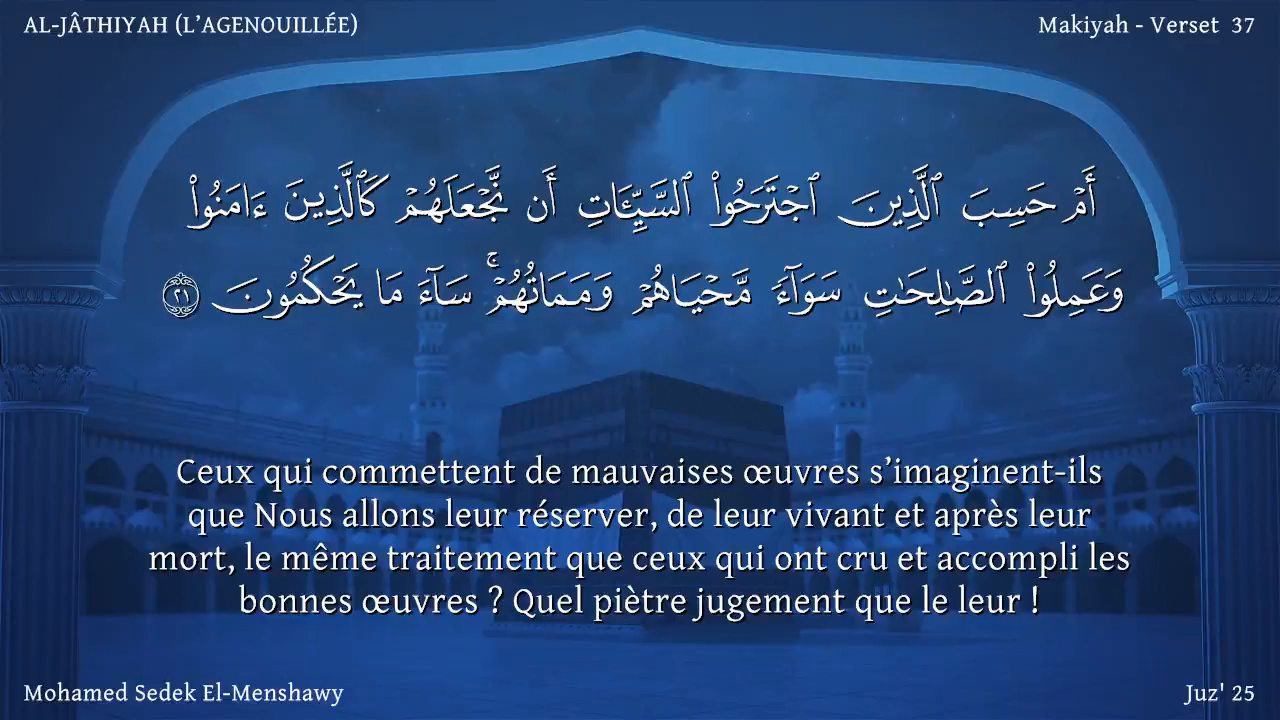 AL-JÂTHIYAH (L’AGENOUILLÉE)
Makiyah - Verset 37
أَمْ حَسِبَ ٱلَّذِينَ ٱجْتَرَحُوا۟ ٱلسَّيِّـَٔاتِ أَن نَّجْعَلَهُمْ كَٱلَّذِينَ ءَامَنُوا۟
وَعَمِلُوا۟ ٱلصَّـٰلِحَـٰتِ سَوَآءً مَّحْيَاهُمْ وَمَمَاتُهُمْ ۚ سَآءَ مَا يَحْكُمُونَ ٢١
Ceux qui commettent de mauvaises œuvres s’imaginent-ils
que Nous allons leur réserver, de leur vivant et après leur
mort, le même traitement que ceux qui ont cru et accompli les
bonnes œuvres ? Quel piètre jugement que le leur !
Mohamed Sedek El-Menshawy
Juz' 25